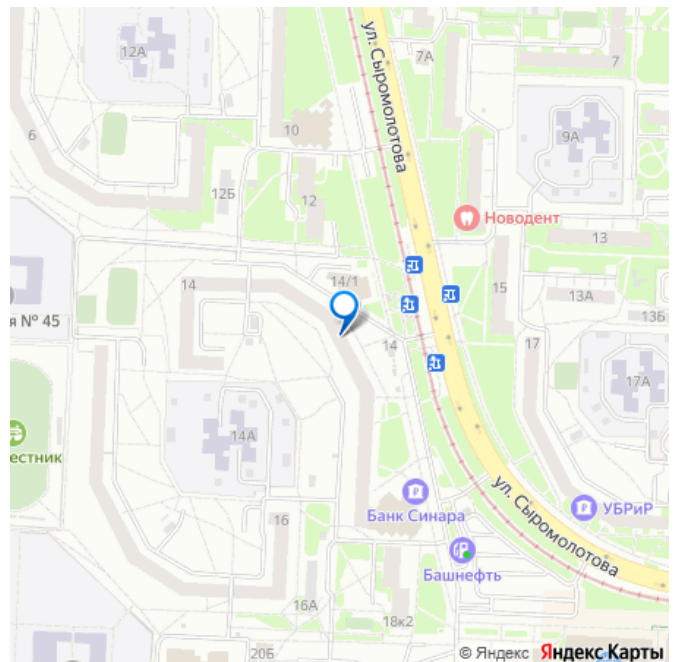 12А
ул. Сыромолотова
7А
7
6
10
9А
12Б
12
Новодент
13
14
14/1
я № 45
15
13А
13Б
14
17
17А
14А
естник
ул. Сыромолотова
16
Банк Синара
УБРиР
Башнефть
16А
18к2
20Б
© Яндекс Яндекс Карты